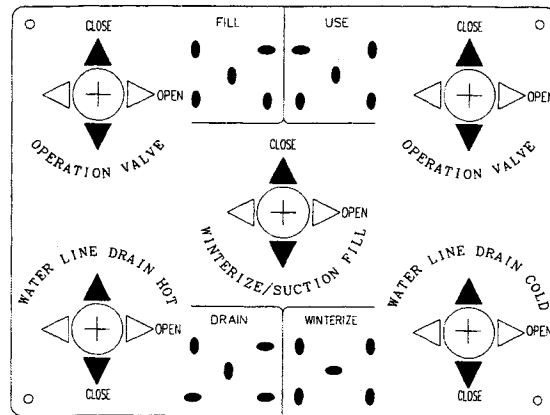 FILL
USE
CLOSE
OPEN
OPERATION VALVE
CLOSE
OPEN
OPERATION VALVE
CLOSE
OPEN
WINTERIZE/SUCTION FILL
WATER LINE DRAIN HOT
OPEN
CLOSE
WATER LINE DRAIN COLD
OPEN
CLOSE
DRAIN
WINTERIZE